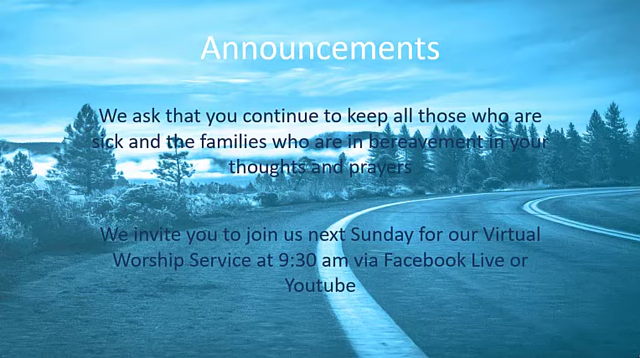 Announcements
We ask that you continue to keep all those who are
sick and the families who are in bereavement in your
thoughts and prayers
We invite you to join us next Sunday for our Virtual
Worship Service at 9:30 am via Facebook Live or
Youtube